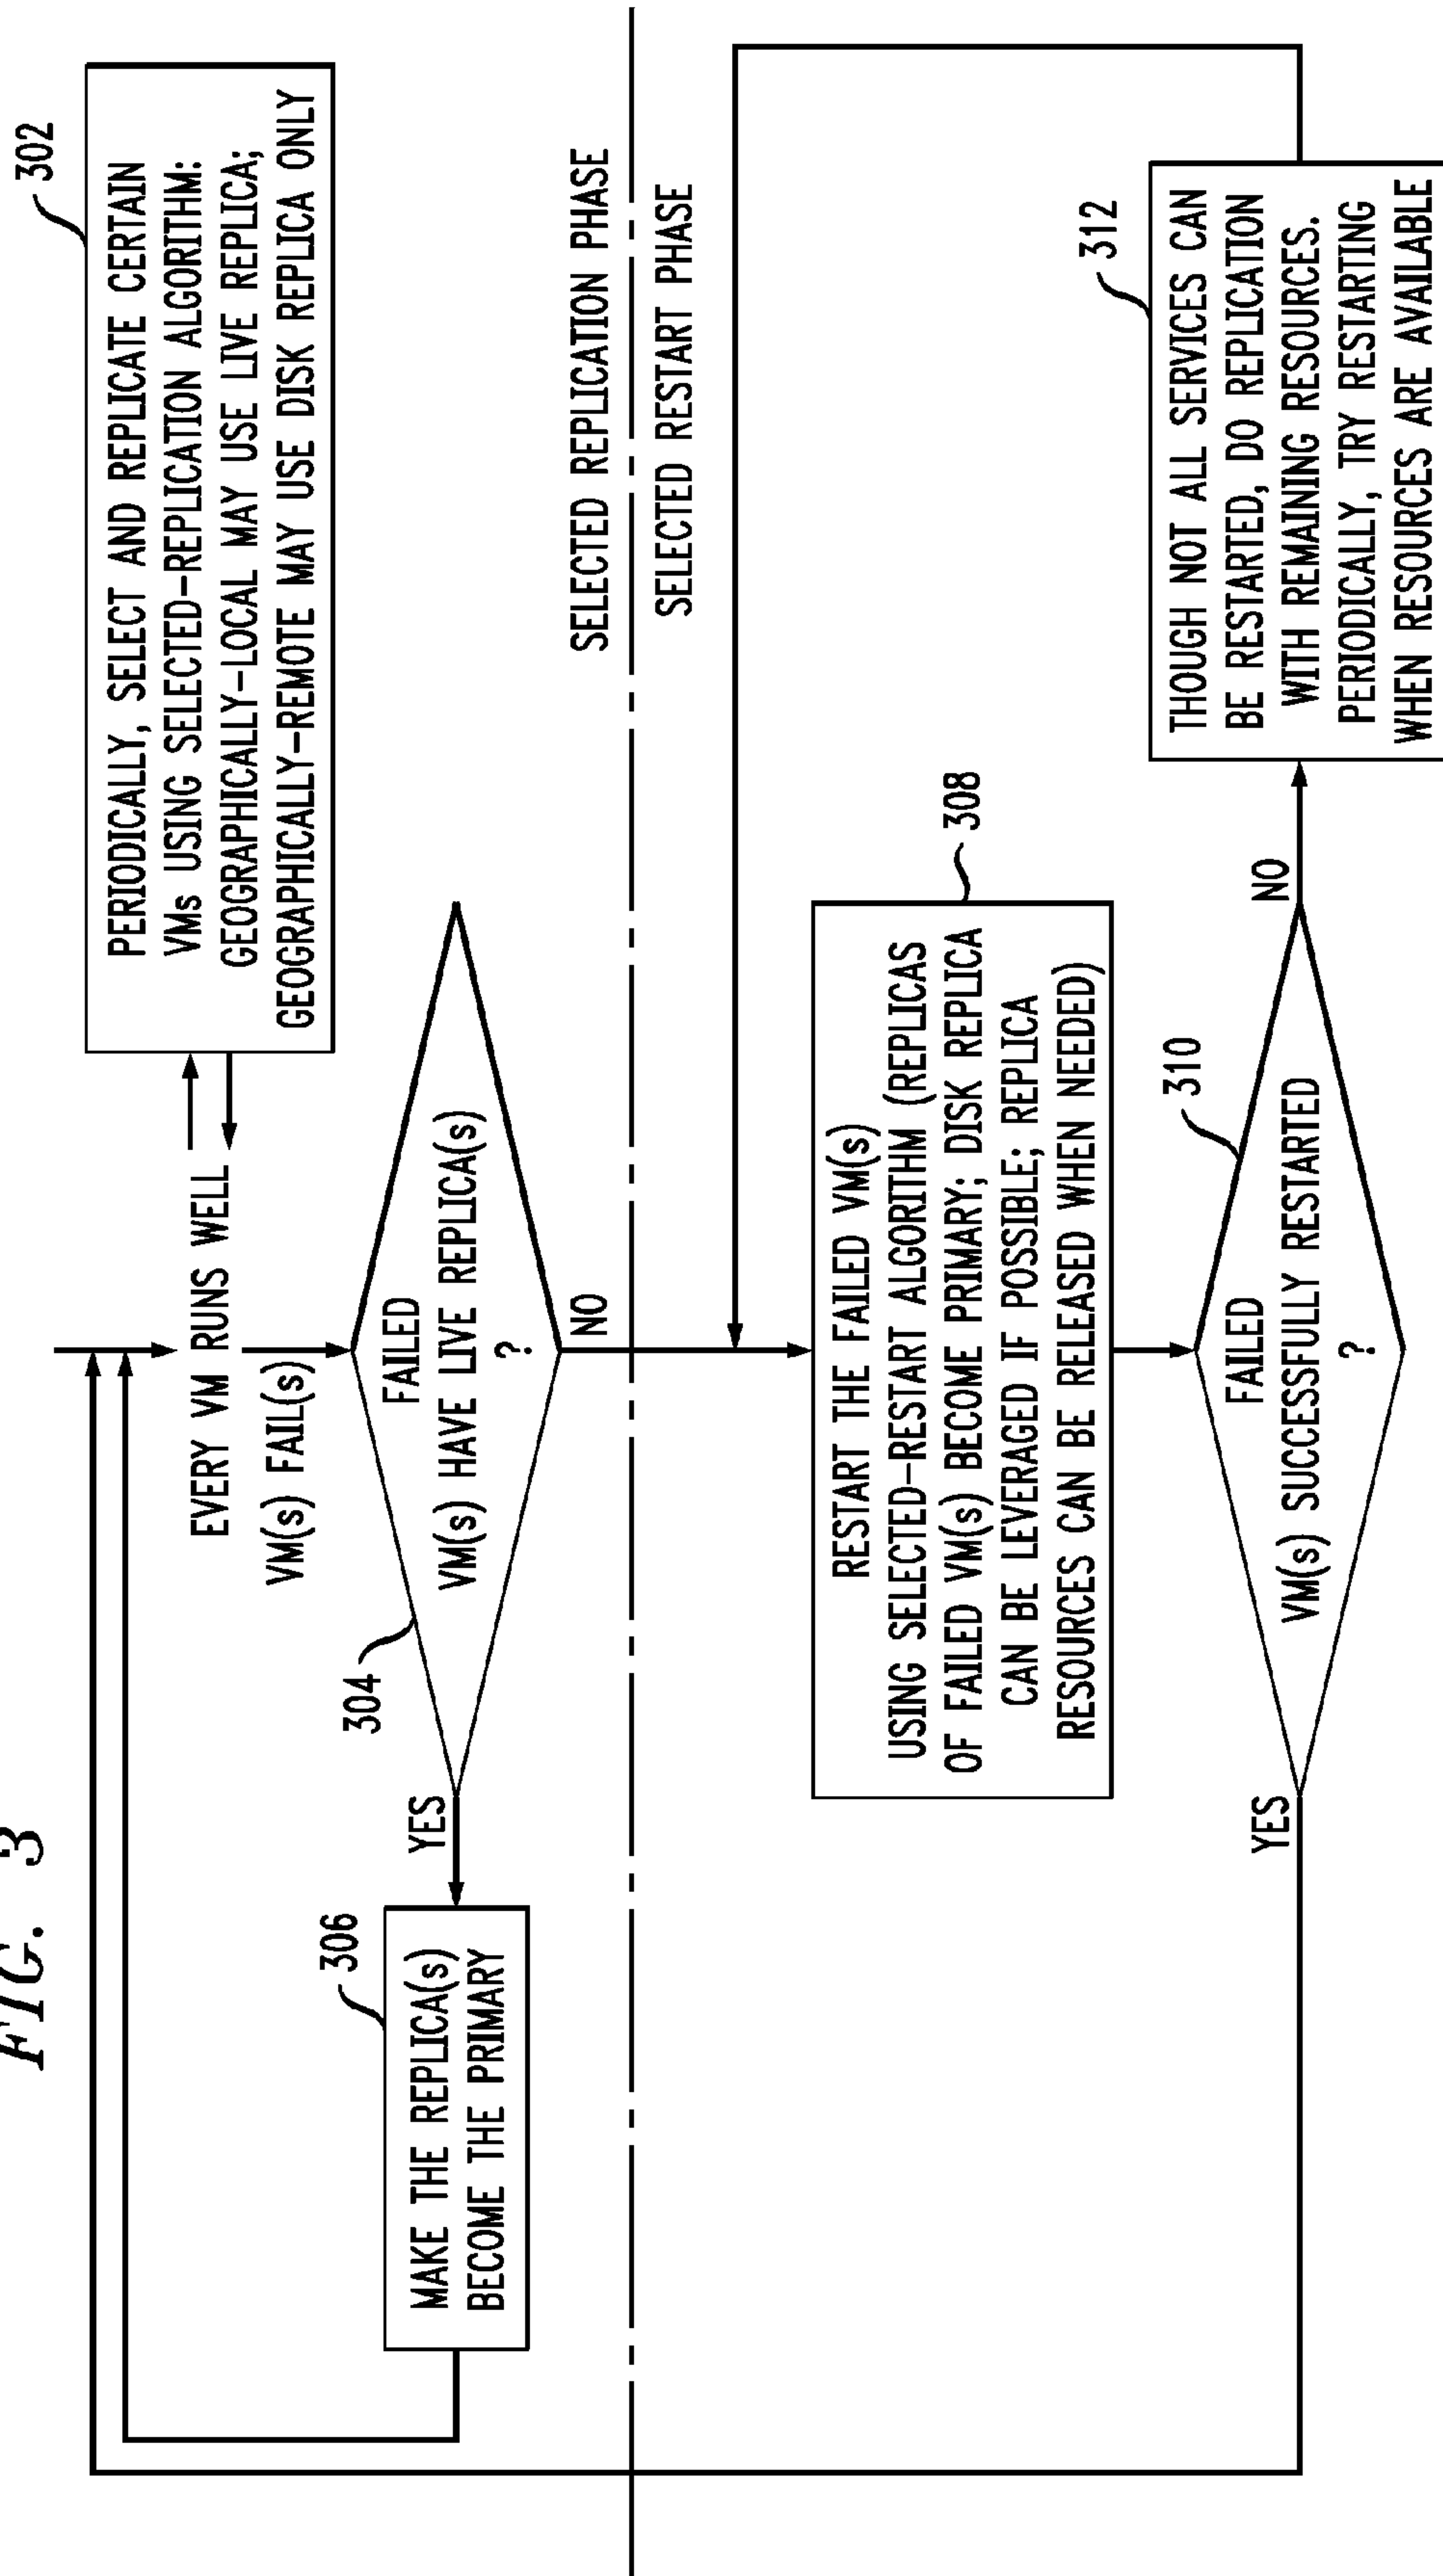 FIG. 3
302
PERIODICALLY, SELECT AND REPLICATE CERTAIN
VMs USING SELECTED-REPLICATION ALGORITHM:
GEOGRAPHICALLY-LOCAL MAY USE LIVE REPLICA;
GEOGRAPHICALLY-REMOTE MAY USE DISK REPLICA ONLY
EVERY VM RUNS WELL
VM(s) FAIL(s)
304
FAILED
VM(s) HAVE LIVE REPLICA(s)
?
YES
NO
306
MAKE THE REPLICA(s)
BECOME THE PRIMARY
SELECTED REPLICATION PHASE
SELECTED RESTART PHASE
308
RESTART THE FAILED VM(s)
USING SELECTED-RESTART ALGORITHM (REPLICAS
OF FAILED VM(s) BECOME PRIMARY; DISK REPLICA
CAN BE LEVERAGED IF POSSIBLE; REPLICA
RESOURCES CAN BE RELEASED WHEN NEEDED)
310
FAILED
VM(s) SUCCESSFULLY RESTARTED
?
YES
NO
312
THOUGH NOT ALL SERVICES CAN
BE RESTARTED, DO REPLICATION
WITH REMAINING RESOURCES.
PERIODICALLY, TRY RESTARTING
WHEN RESOURCES ARE AVAILABLE